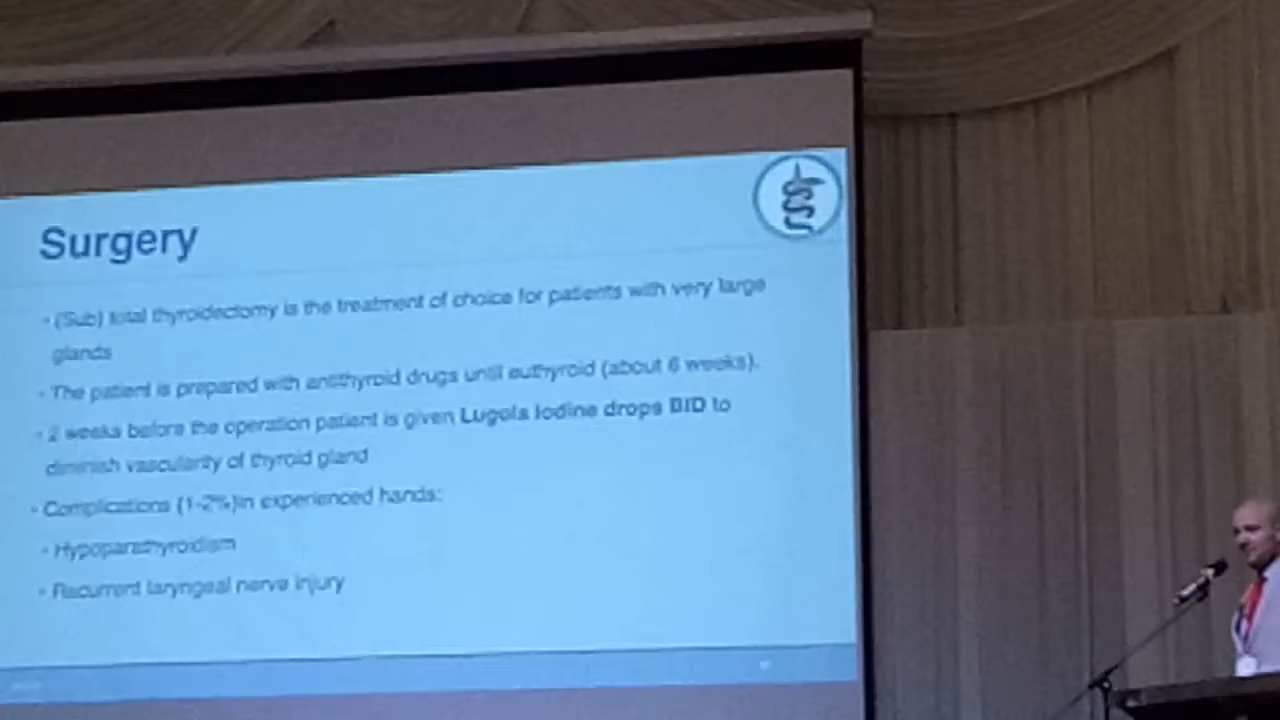 Surgery
(Sub) total thyroidectomy is the treatment of choice for patients with very large
glands
The patient is prepared with antithyroid drugs until euthyroid (about 6 weeks).
2 weeks before the operation patient is given Lugols Iodine drops BID to
diminish vascularity of thyroid gland
Complications (1-2%)in experienced hands:
Hypoparathyroidism
Recurrent laryngeal nerve injury